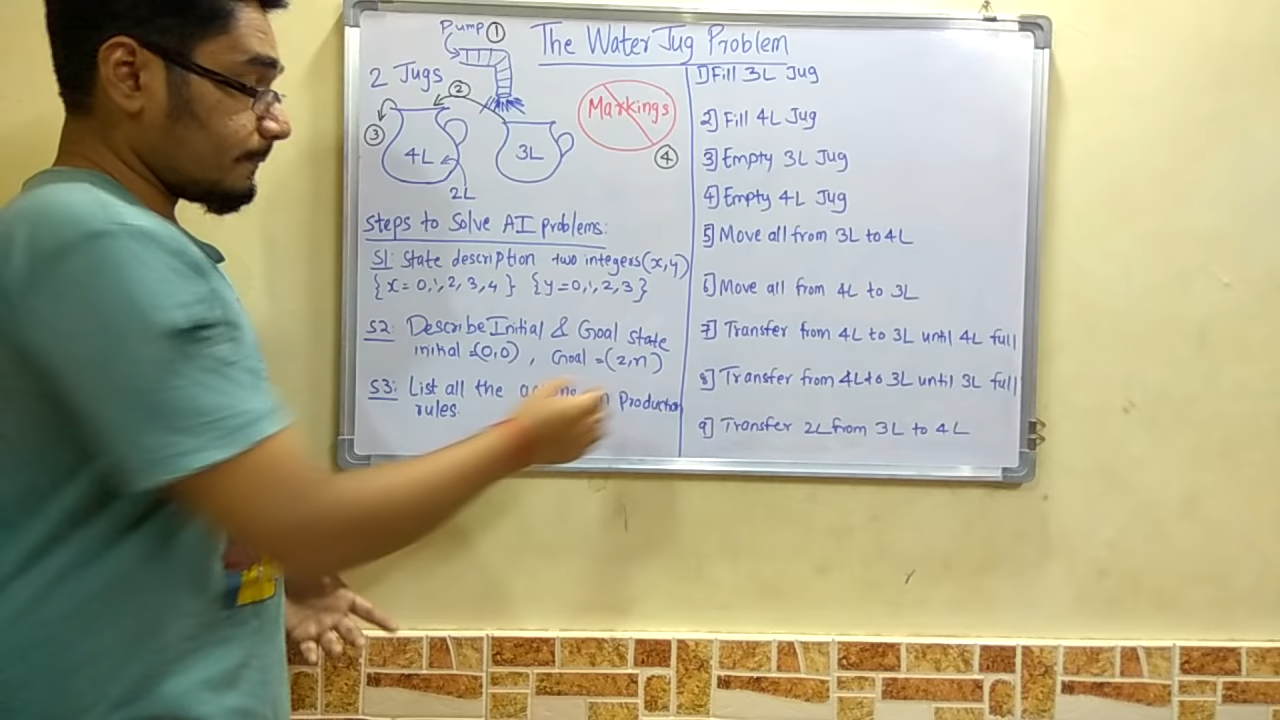 The Water Jug Problem
Pump ①
2 Jugs
②
③
4L
3L
2L
Markings
④
Steps to Solve AI problems:
S1: State description two integers(x,y)
{x=0,1,2,3,4} {y=0,1,2,3}
S2: Describe Initial & Goal State
initial =(0,0), Goal =(2,n)
S3: List all the Production
rules.
1) Fill 3L Jug
2] Fill 4L Jug
3] Empty 3L Jug
4] Empty 4L Jug
5] Move all from 3L to 4L
6] Move all from 4L to 3L
7] Transfer from 4L to 3L until 4L full
8] Transfer from 4L to 3L until 3L full
9] Transfer 2L from 3L to 4L